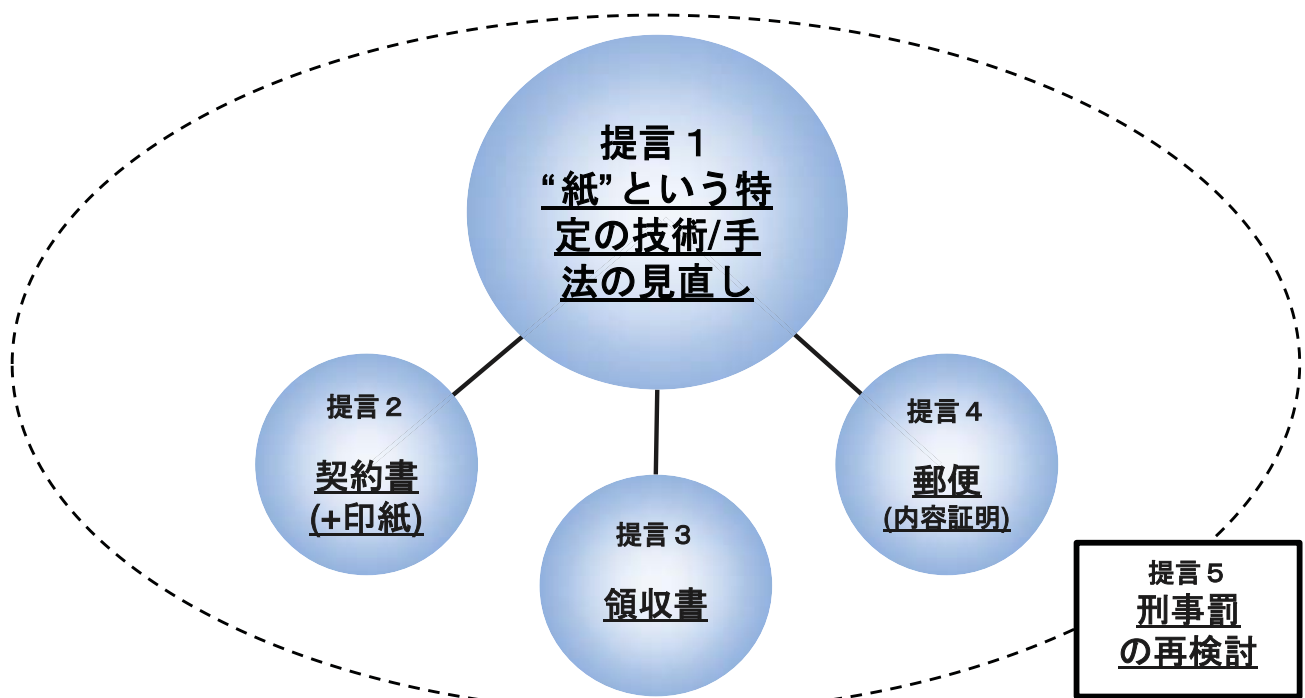 提言１
“紙”という特
定の技術/手
法の見直し
提言２
契約書
(+印紙)
提言３
領収書
提言４
郵便
(内容証明)
提言５
刑事罰
の再検討